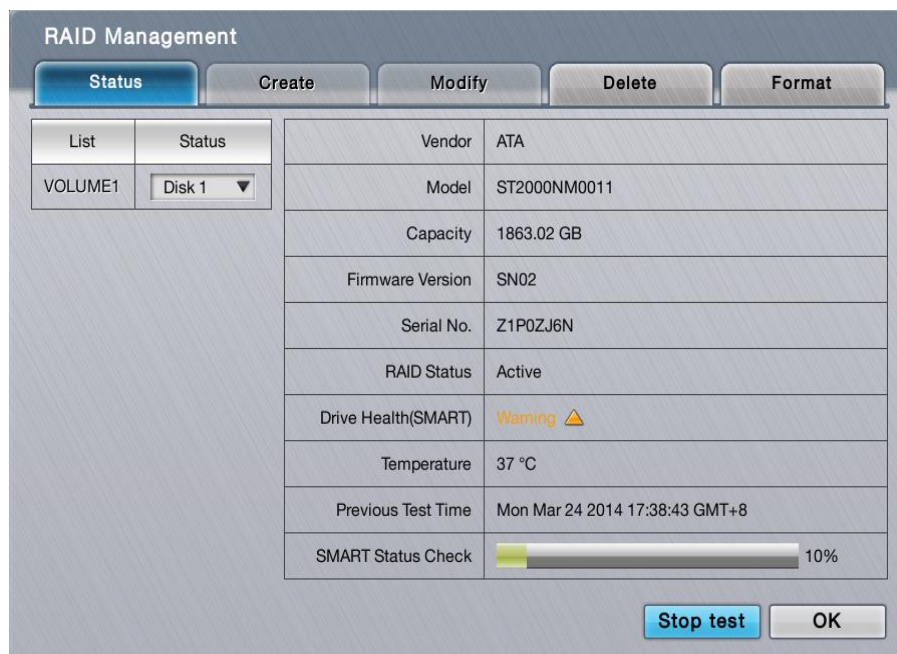 RAID Management
Status Create Modify Delete Format
List Status
VOLUME1 Disk 1
Vendor ATA
Model ST2000NM0011
Capacity 1863.02 GB
Firmware Version SN02
Serial No. Z1P0ZJ6N
RAID Status Active
Drive Health(SMART) Warning
Temperature 37 °C
Previous Test Time Mon Mar 24 2014 17:38:43 GMT+8
SMART Status Check 10%
Stop test OK